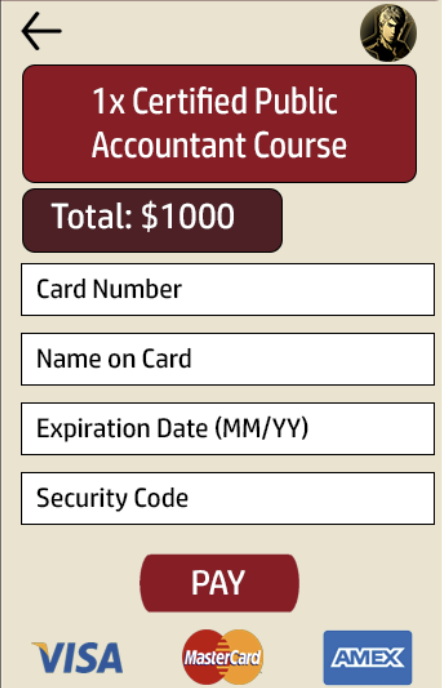 1x Certified Public
Accountant Course
Total: $1000
Card Number
Name on Card
Expiration Date (MM/YY)
Security Code
PAY
VISA MasterCard AMEX